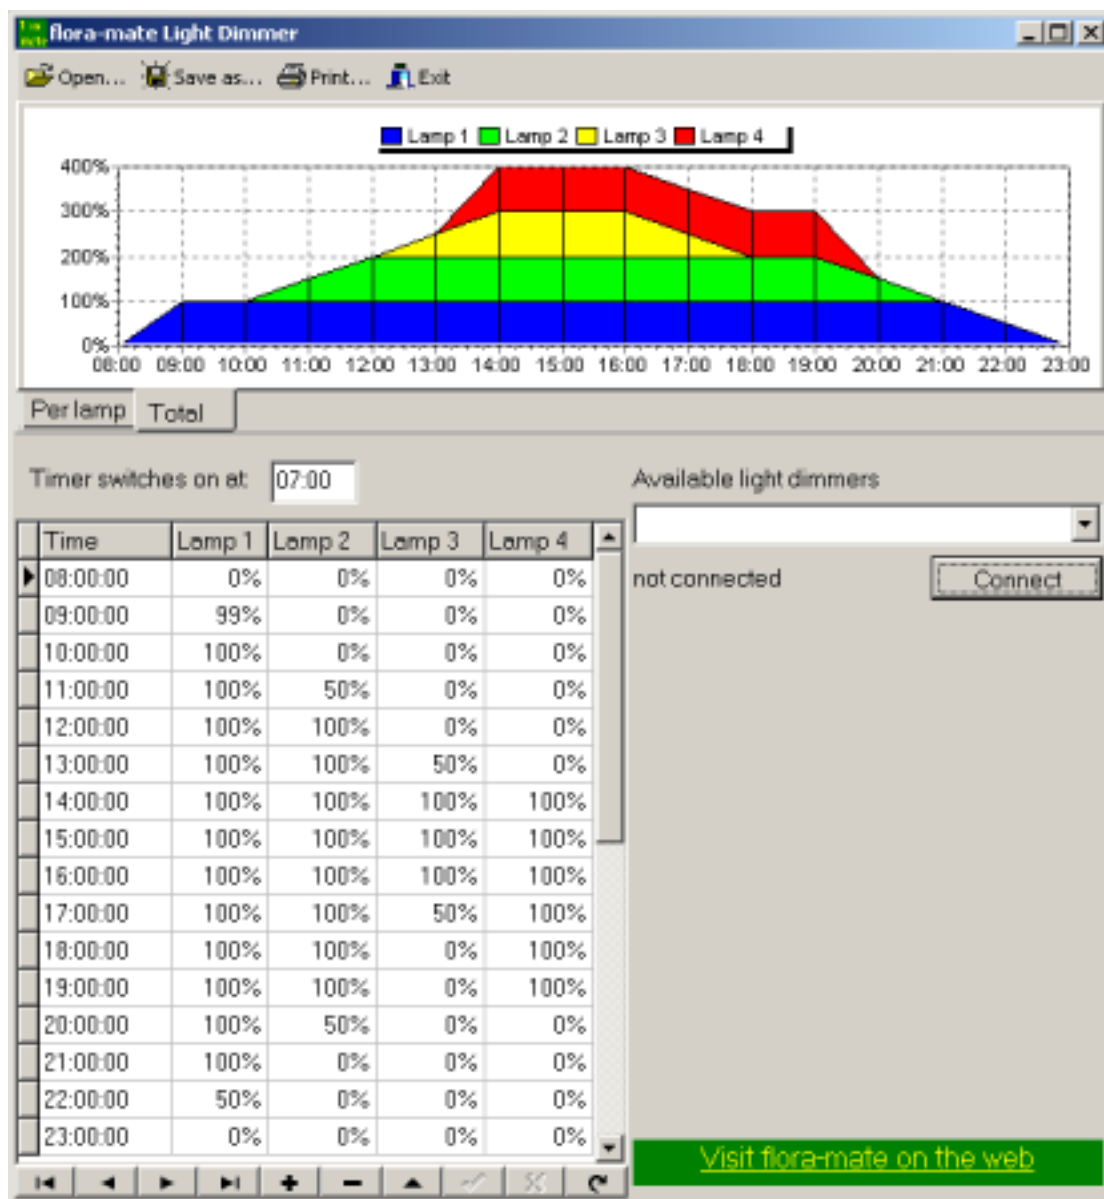 flora-mate Light Dimmer
Open... Save as... Print... Exit
Lamp 1 Lamp 2 Lamp 3 Lamp 4
400%
300%
200%
100%
0%
08:00 09:00 10:00 11:00 12:00 13:00 14:00 15:00 16:00 17:00 18:00 19:00 20:00 21:00 22:00 23:00
Per lamp Total
Timer switches on at 07:00 Available light dimmers
Time Lamp 1 Lamp 2 Lamp 3 Lamp 4
not connected Connect
08:00:00 0% 0% 0% 0%
09:00:00 99% 0% 0% 0%
10:00:00 100% 0% 0% 0%
11:00:00 100% 50% 0% 0%
12:00:00 100% 100% 0% 0%
13:00:00 100% 100% 50% 0%
14:00:00 100% 100% 100% 100%
15:00:00 100% 100% 100% 100%
16:00:00 100% 100% 100% 100%
17:00:00 100% 100% 50% 100%
18:00:00 100% 100% 0% 100%
19:00:00 100% 100% 0% 100%
20:00:00 100% 50% 0% 0%
21:00:00 100% 0% 0% 0%
22:00:00 50% 0% 0% 0%
23:00:00 0% 0% 0% 0%
Visit flora-mate on the web